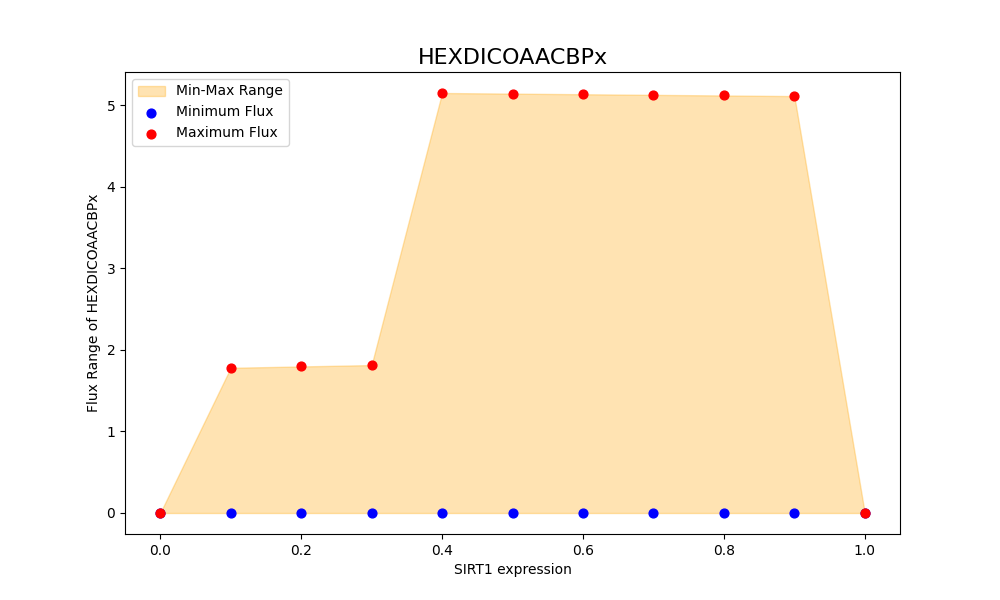 HEXDICOAACBPx
Min-Max Range
Minimum Flux
Maximum Flux
Flux Range of HEXDICOAACBPx
5
4
3
2
1
0
0.0 0.2 0.4 0.6 0.8 1.0
SIRT1 expression